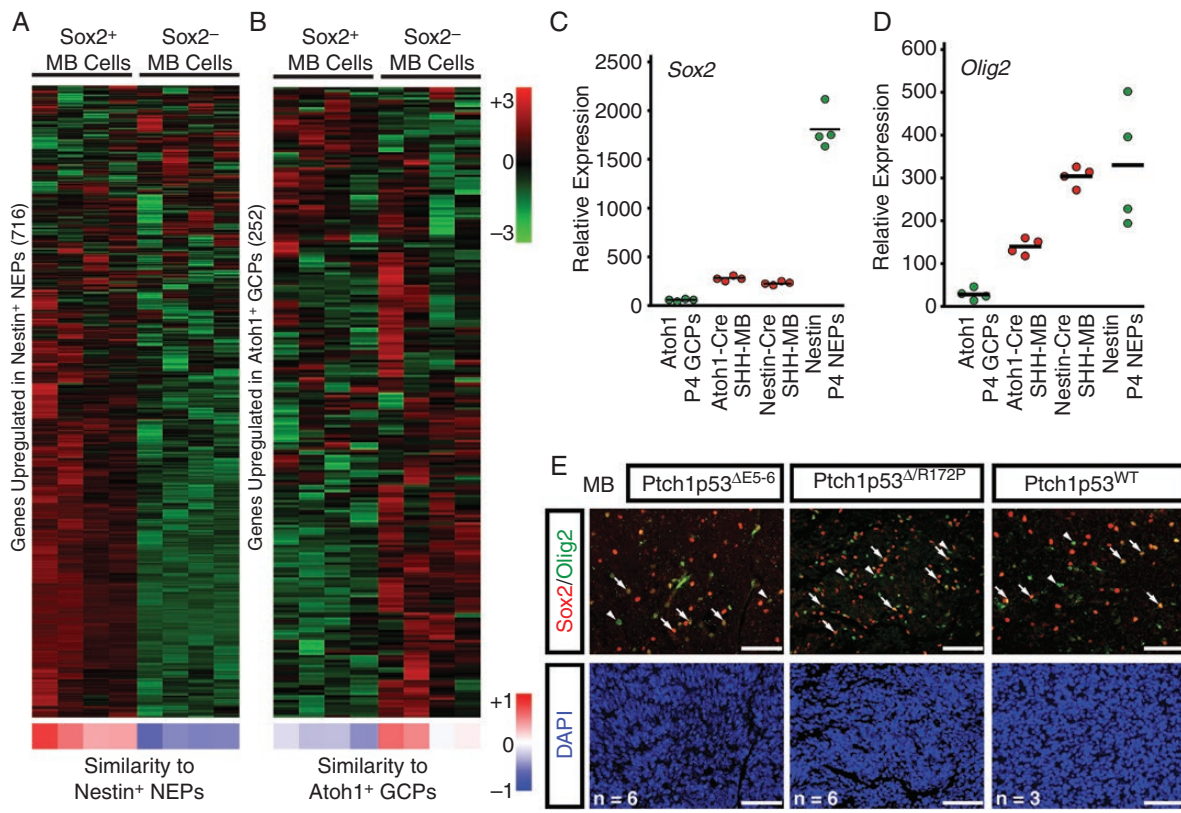 A
Sox2+
MB Cells
Sox2–
MB Cells
Genes Upregulated in Nestin+ NEPs (716)
Similarity to
Nestin+ NEPs
B
Sox2+
MB Cells
Sox2–
MB Cells
Genes Upregulated in Atoh1+ GCPs (252)
Similarity to
Atoh1+ GCPs
+3
0
–3
+1
0
–1
C
Sox2
Relative Expression
2500
2000
1500
1000
500
0
Atoh1
P4 GCPs
Atoh1-Cre
SHH-MB
Nestin-Cre
SHH-MB
Nestin
P4 NEPs
D
Olig2
Relative Expression
600
500
400
300
200
100
0
Atoh1
P4 GCPs
Atoh1-Cre
SHH-MB
Nestin-Cre
SHH-MB
Nestin
P4 NEPs
E
MB
Ptch1p53ΔE5-6
Ptch1p53Δ/R172P
Ptch1p53WT
Sox2/Olig2
DAPI
n = 6
n = 6
n = 3